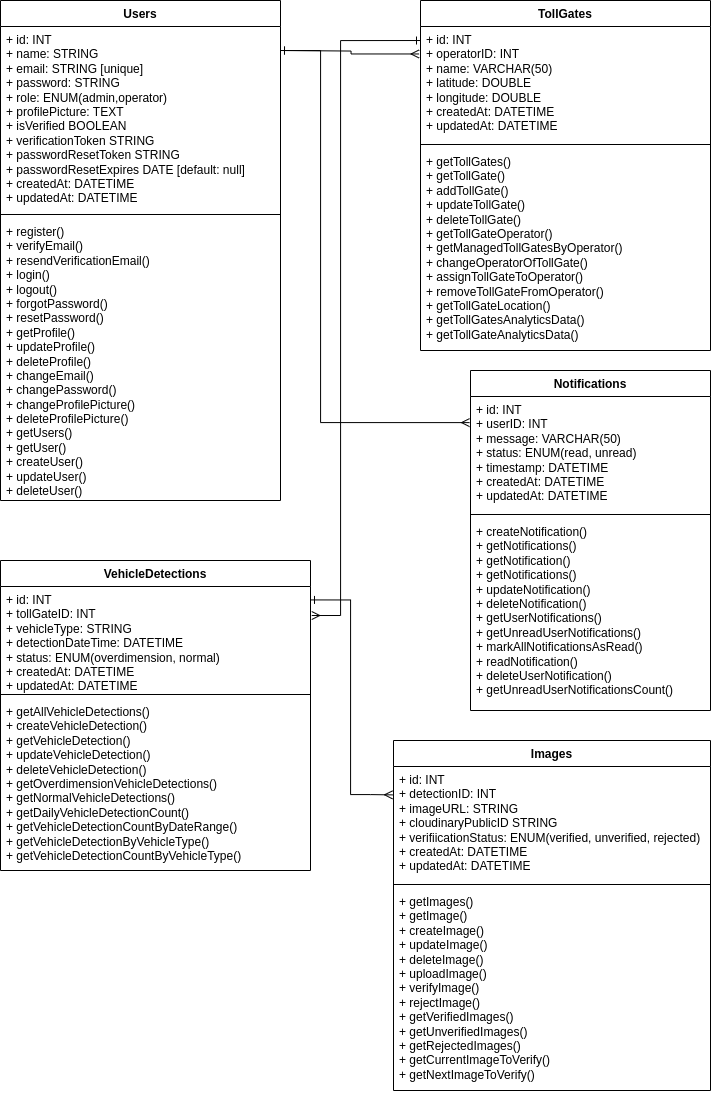 Users
+ id: INT
+ name: STRING
+ email: STRING [unique]
+ password: STRING
+ role: ENUM(admin,operator)
+ profilePicture: TEXT
+ isVerified BOOLEAN
+ verificationToken STRING
+ passwordResetToken STRING
+ passwordResetExpires DATE [default: null]
+ createdAt: DATETIME
+ updatedAt: DATETIME
+ register()
+ verifyEmail()
+ resendVerificationEmail()
+ login()
+ logout()
+ forgotPassword()
+ resetPassword()
+ getProfile()
+ updateProfile()
+ deleteProfile()
+ changeEmail()
+ changePassword()
+ changeProfilePicture()
+ deleteProfilePicture()
+ getUsers()
+ getUser()
+ createUser()
+ updateUser()
+ deleteUser()
TollGates
+ id: INT
+ operatorID: INT
+ name: VARCHAR(50)
+ latitude: DOUBLE
+ longitude: DOUBLE
+ createdAt: DATETIME
+ updatedAt: DATETIME
+ getTollGates()
+ getTollGate()
+ addTollGate()
+ updateTollGate()
+ deleteTollGate()
+ getTollGateOperator()
+ getManagedTollGatesByOperator()
+ changeOperatorOfTollGate()
+ assignTollGateToOperator()
+ removeTollGateFromOperator()
+ getTollGateLocation()
+ getTollGatesAnalyticsData()
+ getTollGateAnalyticsData()
Notifications
+ id: INT
+ userID: INT
+ message: VARCHAR(50)
+ status: ENUM(read, unread)
+ timestamp: DATETIME
+ createdAt: DATETIME
+ updatedAt: DATETIME
+ createNotification()
+ getNotifications()
+ getNotification()
+ getNotifications()
+ updateNotification()
+ deleteNotification()
+ getUserNotifications()
+ getUnreadUserNotifications()
+ markAllNotificationsAsRead()
+ readNotification()
+ deleteUserNotification()
+ getUnreadUserNotificationsCount()
VehicleDetections
+ id: INT
+ tollGateID: INT
+ vehicleType: STRING
+ detectionDateTime: DATETIME
+ status: ENUM(overdimension, normal)
+ createdAt: DATETIME
+ updatedAt: DATETIME
+ getAllVehicleDetections()
+ createVehicleDetection()
+ getVehicleDetection()
+ updateVehicleDetection()
+ deleteVehicleDetection()
+ getOverdimensionVehicleDetections()
+ getNormalVehicleDetections()
+ getDailyVehicleDetectionCount()
+ getVehicleDetectionCountByDateRange()
+ getVehicleDetectionByVehicleType()
+ getVehicleDetectionCountByVehicleType()
Images
+ id: INT
+ detectionID: INT
+ imageURL: STRING
+ cloudinaryPublicID STRING
+ verifiicationStatus: ENUM(verified, unverified, rejected)
+ createdAt: DATETIME
+ updatedAt: DATETIME
+ getImages()
+ getImage()
+ createImage()
+ updateImage()
+ deleteImage()
+ uploadImage()
+ verifyImage()
+ rejectImage()
+ getVerifiedImages()
+ getUnverifiedImages()
+ getRejectedImages()
+ getCurrentImageToVerify()
+ getNextImageToVerify()